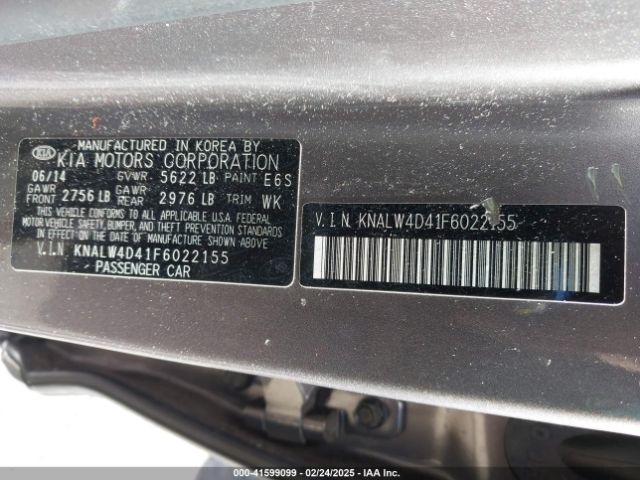 MANUFACTURED IN KOREA BY
KIA KIA MOTORS CORPORATION
06/14 GVWR 5622 LB PAINT E6S
GAWR FRONT 2756 LB GAWR REAR 2976 LB TRIM WK
THIS VEHICLE CONFORMS TO ALL APPLICABLE U.S.A. FEDERAL
MOTOR VEHICLE SAFETY, BUMPER, AND THEFT PREVENTION STANDARDS
IN EFFECT ON THE DATE OF MANUFACTURE SHOWN ABOVE.
V.I.N. KNALW4D41F6022155
PASSENGER CAR
V.I.N. KNALW4D41F6022155
000-41599099 - 02/24/2025 - IAA, LLC